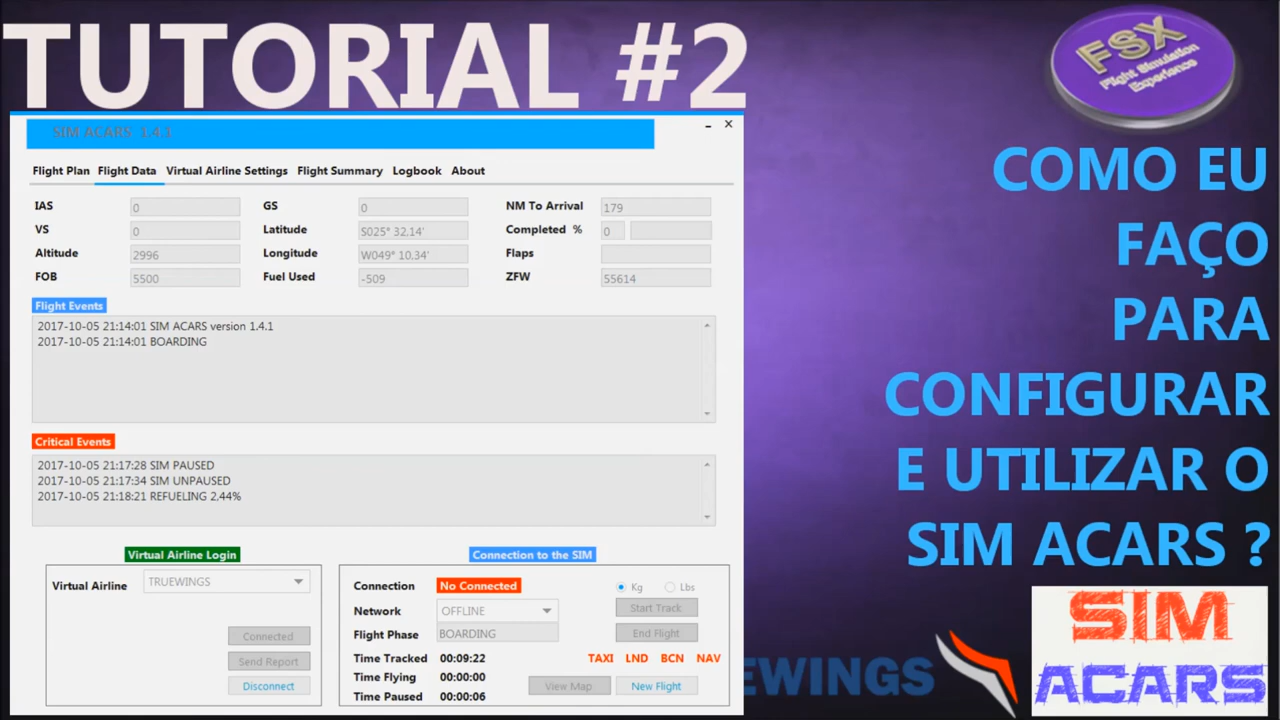 TUTORIAL #2
FSX
Flight Simulation
Experience
SIM ACARS 1.4.1
Flight Plan Flight Data Virtual Airline Settings Flight Summary Logbook About
IAS 0 GS 0 NM To Arrival 179
VS 0 Latitude S025° 32.14' Completed % 0
Altitude 2996 Longitude W049° 10.34' Flaps
FOB 5500 Fuel Used -509 ZFW 55614
Flight Events
2017-10-05 21:14:01 SIM ACARS version 1.4.1
2017-10-05 21:14:01 BOARDING
Critical Events
2017-10-05 21:17:28 SIM PAUSED
2017-10-05 21:17:34 SIM UNPAUSED
2017-10-05 21:18:21 REFUELING 2,44%
Virtual Airline Login
Virtual Airline TRUEWINGS
Connected
Send Report
Disconnect
Connection to the SIM
Connection No Connected Kg Lbs
Network OFFLINE Start Track
Flight Phase BOARDING End Flight
Time Tracked 00:09:22 TAXI LND BCN NAV
Time Flying 00:00:00
Time Paused 00:00:06 View Map New Flight
COMO EU
FAÇO
PARA
CONFIGURAR
E UTILIZAR O
SIM ACARS ?
EWINGS
SIM
ACARS